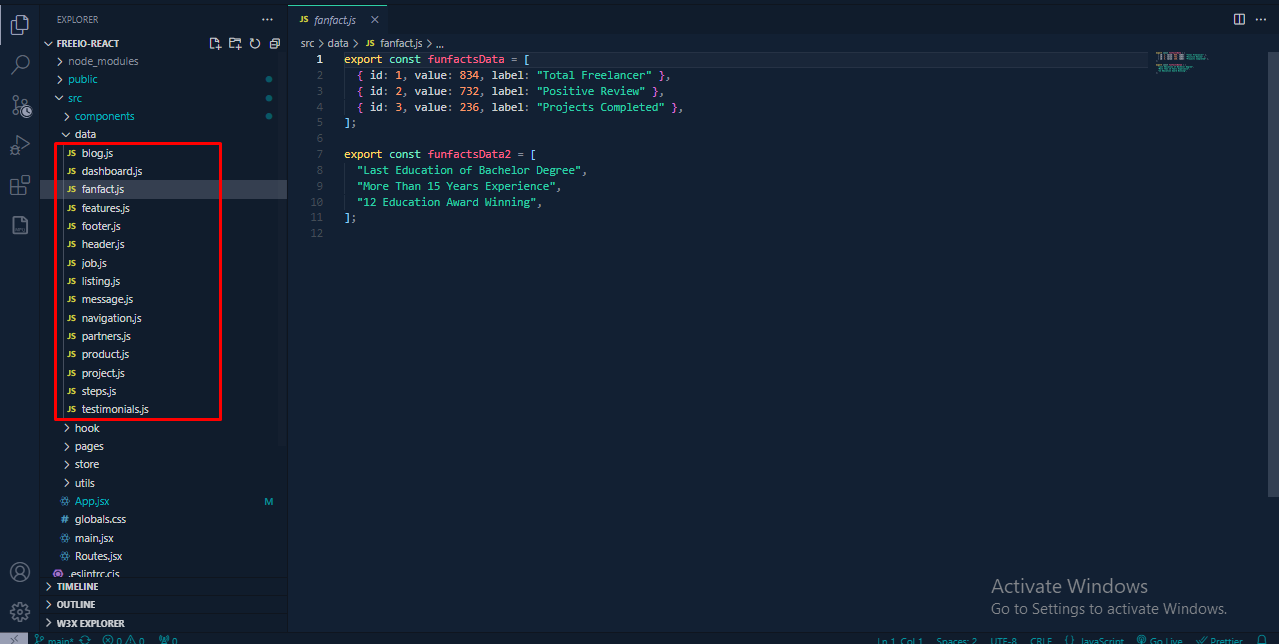 EXPLORER
FREEIO-REACT
node_modules
public
src
components
data
JS blog.js
JS dashboard.js
JS fanfact.js
JS features.js
JS footer.js
JS header.js
JS job.js
JS listing.js
JS message.js
JS navigation.js
JS partners.js
JS product.js
JS project.js
JS steps.js
JS testimonials.js
hook
pages
store
utils
App.jsx M
# globals.css
main.jsx
Routes.jsx
.eslintrc.cjs
TIMELINE
OUTLINE
W3X EXPLORER
JS fanfact.js
src > data > JS fanfact.js > ...
1 export const funfactsData = [
2 { id: 1, value: 834, label: "Total Freelancer" },
3 { id: 2, value: 732, label: "Positive Review" },
4 { id: 3, value: 236, label: "Projects Completed" },
5 ];
6
7 export const funfactsData2 = [
8 "Last Education of Bachelor Degree",
9 "More Than 15 Years Experience",
10 "12 Education Award Winning",
11 ];
12
Activate Windows
Go to Settings to activate Windows.
main* 0 0 0 Ln 1, Col 1 Spaces: 2 UTF-8 CRLF {} JavaScript Go Live Prettier